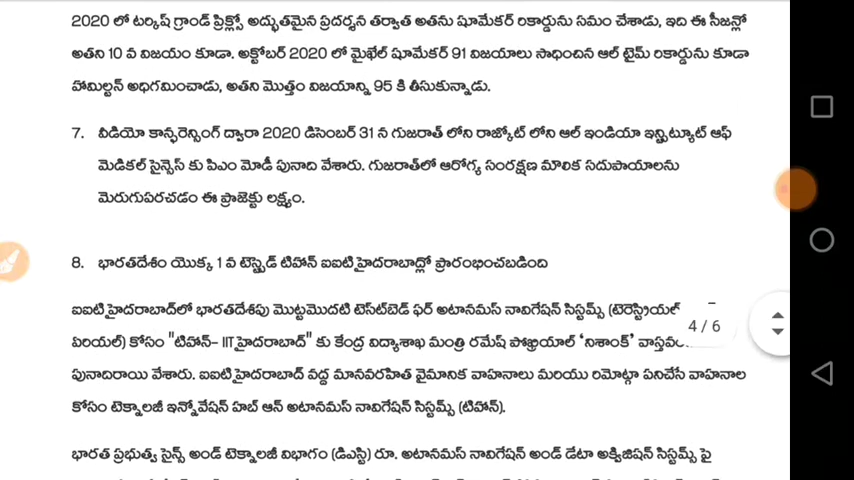 2020 లో టర్కిష్ గ్రాండ్ ప్రిక్స్లో అద్భుతమైన ప్రదర్శన తర్వాత అతను షూమేకర్ రికార్డును సమం చేశాడు, ఇది ఈ సీజన్లో
అతని 10 వ విజయం కూడా. అక్టోబర్ 2020 లో మైఖేల్ షూమేకర్ 91 విజయాలు సాధించిన ఆల్ టైమ్ రికార్డును కూడా
హామిల్టన్ అధిగమించాడు, అతని మొత్తం విజయాన్ని 95 కి తీసుకున్నాడు.
7. వీడియో కాన్ఫరెన్సింగ్ ద్వారా 2020 డిసెంబర్ 31 న గుజరాత్ లోని రాజ్కోట్ లోని ఆల్ ఇండియా ఇన్స్టిట్యూట్ ఆఫ్
మెడికల్ సైన్సెస్ కు పిఎం మోడీ పునాది వేశారు. గుజరాత్‌లో ఆరోగ్య సంరక్షణ మౌలిక సదుపాయాలను
మెరుగుపరచడం ఈ ప్రాజెక్టు లక్ష్యం.
8. భారతదేశం యొక్క 1 వ టెస్ట్బెడ్ టిహాన్ ఐఐటి హైదరాబాద్లో ప్రారంభించబడింది
ఐఐటి హైదరాబాద్‌లో భారతదేశపు మొట్టమొదటి టెస్ట్‌బెడ్ ఫర్ అటానమస్ నావిగేషన్ సిస్టమ్స్ (టెరెస్ట్రియల్
ఏరియల్) కోసం "టిహాన్– IIT హైదరాబాద్" కు కేంద్ర విద్యాశాఖ మంత్రి రమేష్ పోఖ్రియాల్ 'నిశాంక్'
4 / 6
పునాదిరాయి వేశారు. ఐఐటి హైదరాబాద్ వద్ద మానవరహిత వైమానిక వాహనాలు మరియు రిమోట్గా పనిచేసే వాహనాల
కోసం టెక్నాలజీ ఇన్నోవేషన్ హబ్ ఆన్ అటానమస్ నావిగేషన్ సిస్టమ్స్ (టిహాన్).
భారత ప్రభుత్వ సైన్స్ అండ్ టెక్నాలజీ విభాగం (డిఎస్టి) రూ. అటానమస్ నావిగేషన్ అండ్ డేటా అక్విజిషన్ సిస్టమ్స్ పై